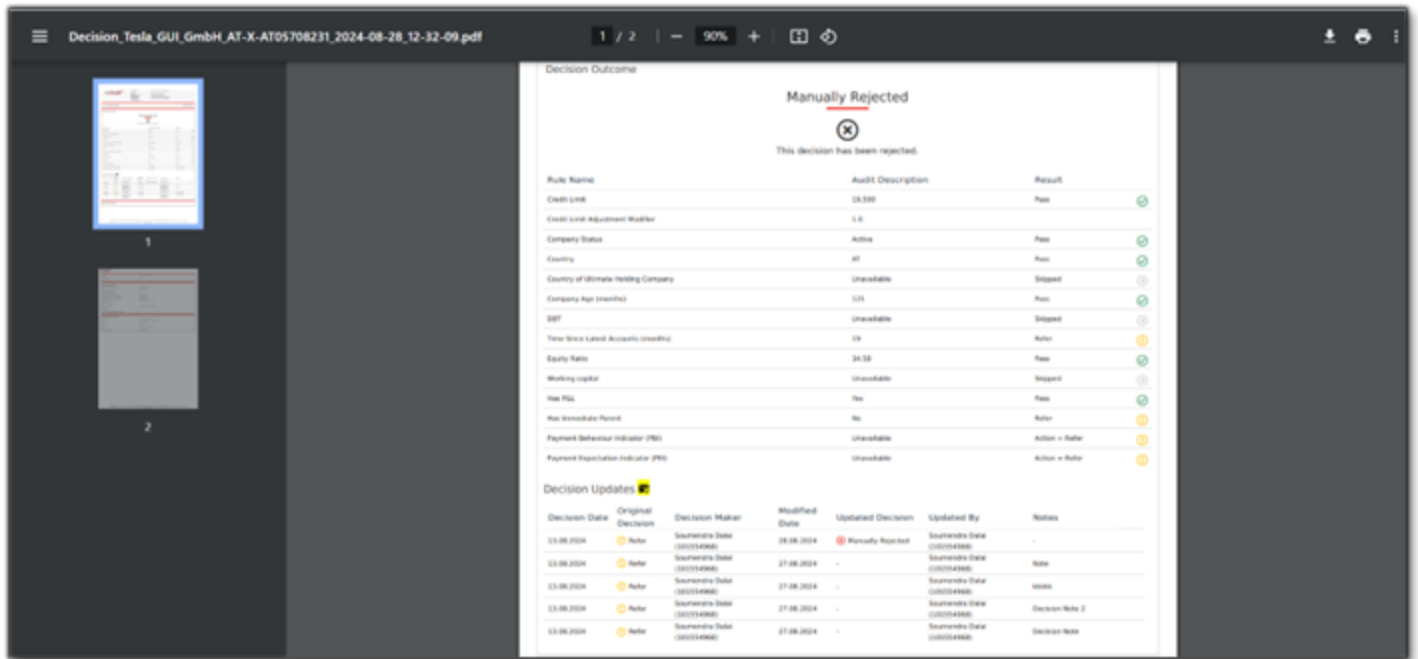 Decision_Tesla_GUI_GmbH_AT-X-AT05708231_2024-08-28_12-32-09.pdf 1 / 2 90%
1
2
Decision Outcome
Manually Rejected
This decision has been rejected.
Rule Name Audit Description Result
Credit Limit 19,500 Pass
Credit Limit Adjustment Modifier 1.0
Company Status Active Pass
Country AT Pass
Country of Ultimate Holding Company Unavailable Skipped
Company Age (months) 125 Pass
DBT Unavailable Skipped
Time Since Latest Accounts (months) 19 Refer
Equity Ratio 34.58 Pass
Working capital Unavailable Skipped
Has P&L Yes Pass
Has Immediate Parent No Refer
Payment Behaviour Indicator (PBI) Unavailable Action = Refer
Payment Expectation Indicator (PEI) Unavailable Action = Refer
Decision Updates
Decision Date Original Decision Decision Maker Modified Date Updated Decision Updated By Notes
13.08.2024 Refer Soumendra Dalai 28.08.2024 Manually Rejected Soumendra Dalai -
13.08.2024 Refer Soumendra Dalai 27.08.2024 - Soumendra Dalai Note
13.08.2024 Refer Soumendra Dalai 27.08.2024 - Soumendra Dalai
13.08.2024 Refer Soumendra Dalai 27.08.2024 - Soumendra Dalai Decision Note 2
13.08.2024 Refer Soumendra Dalai 27.08.2024 - Soumendra Dalai Decision Note